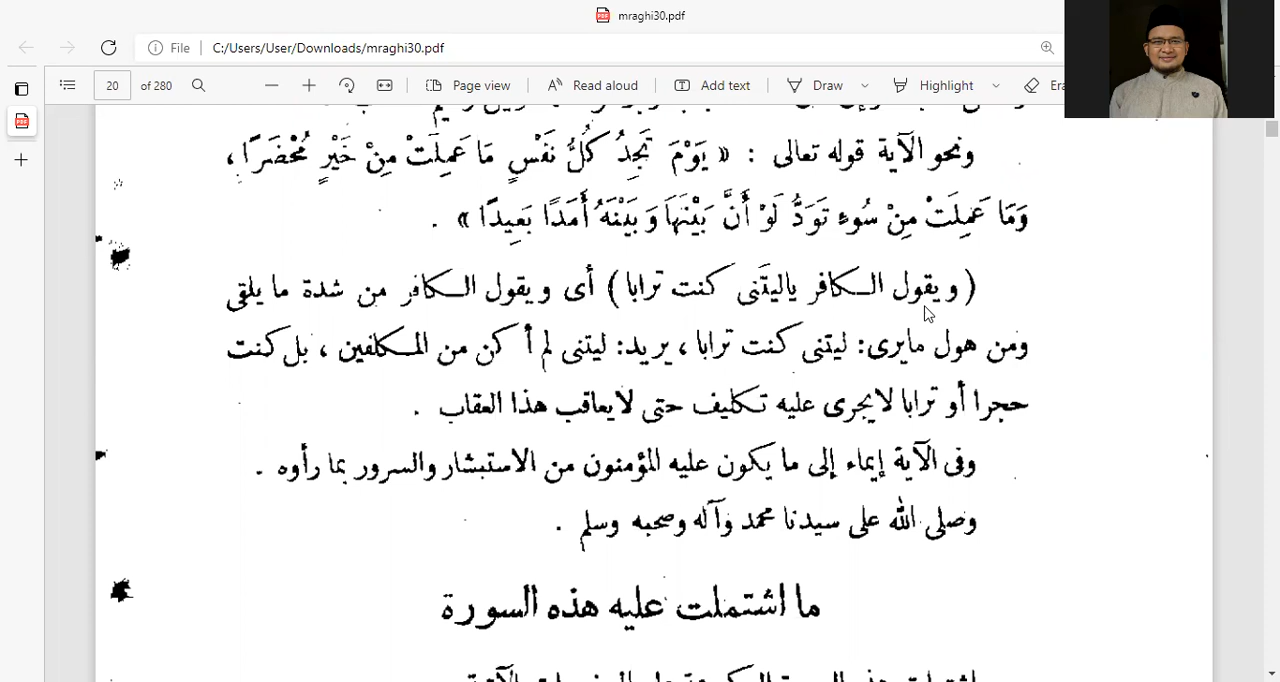 mraghi30.pdf
File
C:/Users/User/Downloads/mraghi30.pdf
20 of 280
Page view
Read aloud
Add text
Draw
Highlight
Era
ونحو الآية قوله تعالى : « يَوْمَ تَجِدُ كُلُّ نَفْسٍ مَا عَمِلَتْ مِنْ خَيْرٍ مُحْضَرًا ،
وَمَا عَمِلَتْ مِنْ سُوءٍ تَوَدُّ لَوْ أَنَّ بَيْنَهَا وَبَيْنَهُ أَمَدًا بَعِيدًا » .
( ويقول الكافر ياليتنى كنت ترابا ) أى ويقول الكافر من شدة ما يلقى
ومن هول مايرى: ليتنى كنت ترابا ، يريد: ليتنى لم أكن من المكلفين ، بل كنت
حجرا أو ترابا لايجرى عليه تكليف حتى لايعاقب هذا العقاب .
وفى الآية إيماء إلى ما يكون عليه المؤمنون من الاستبشار والسرور بما رأوه .
وصلى الله على سيدنا محمد وآله وصحبه وسلم .
ما اشتملت عليه هذه السورة